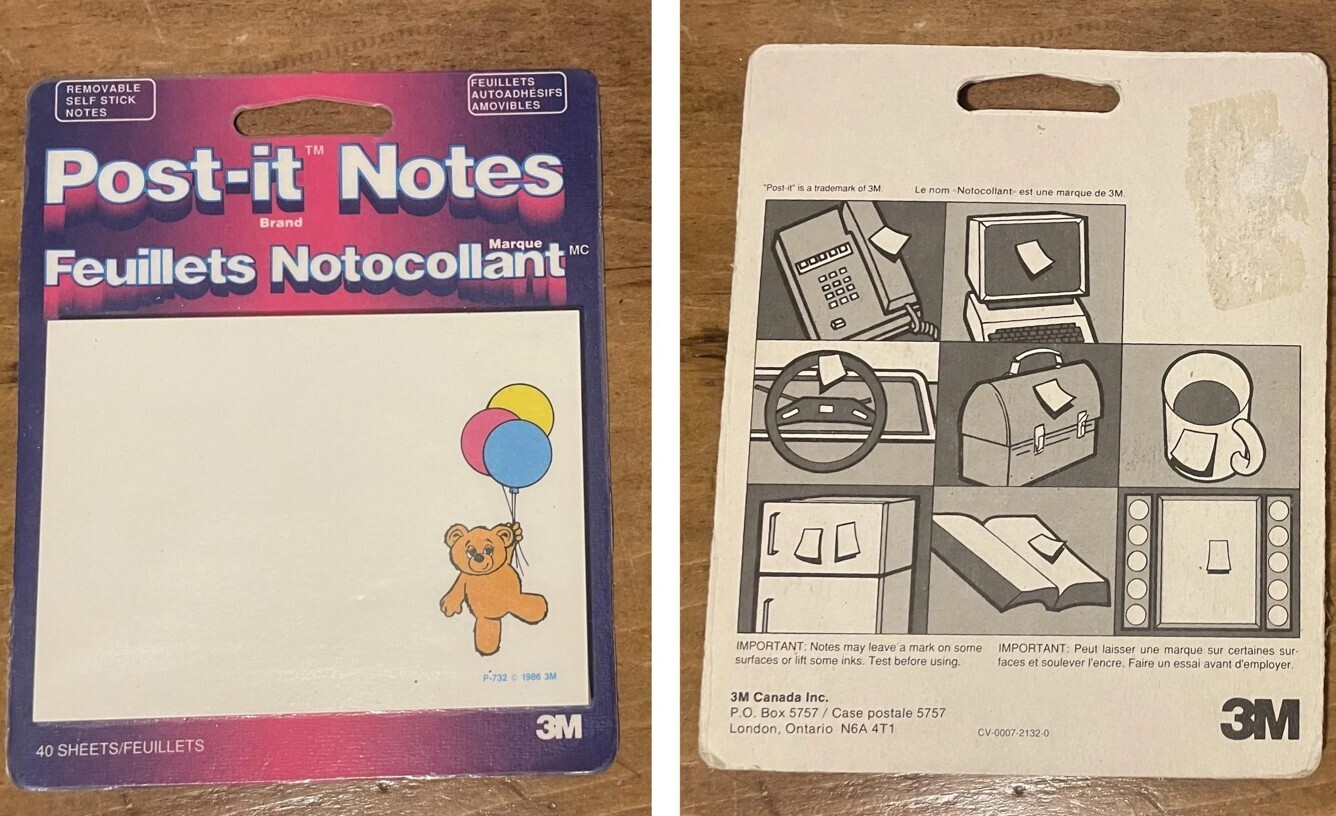 REMOVABLE
SELF STICK
NOTES
FEUILLETS
AUTOADHÉSIFS
AMOVIBLES
Post-it™ Notes
Brand
Marque
Feuillets Notocollant MC
P-732 © 1986 3M
3M
40 SHEETS/FEUILLETS
"Post-it" is a trademark of 3M.
Le nom «Notocollant» est une marque de 3M.
IMPORTANT: Notes may leave a mark on some
surfaces or lift some inks. Test before using.
IMPORTANT: Peut laisser une marque sur certaines sur-
faces et soulever l'encre. Faire un essai avant d'employer.
3M Canada Inc.
P.O. Box 5757 / Case postale 5757
London, Ontario N6A 4T1
CV-0007-2132-0
3M